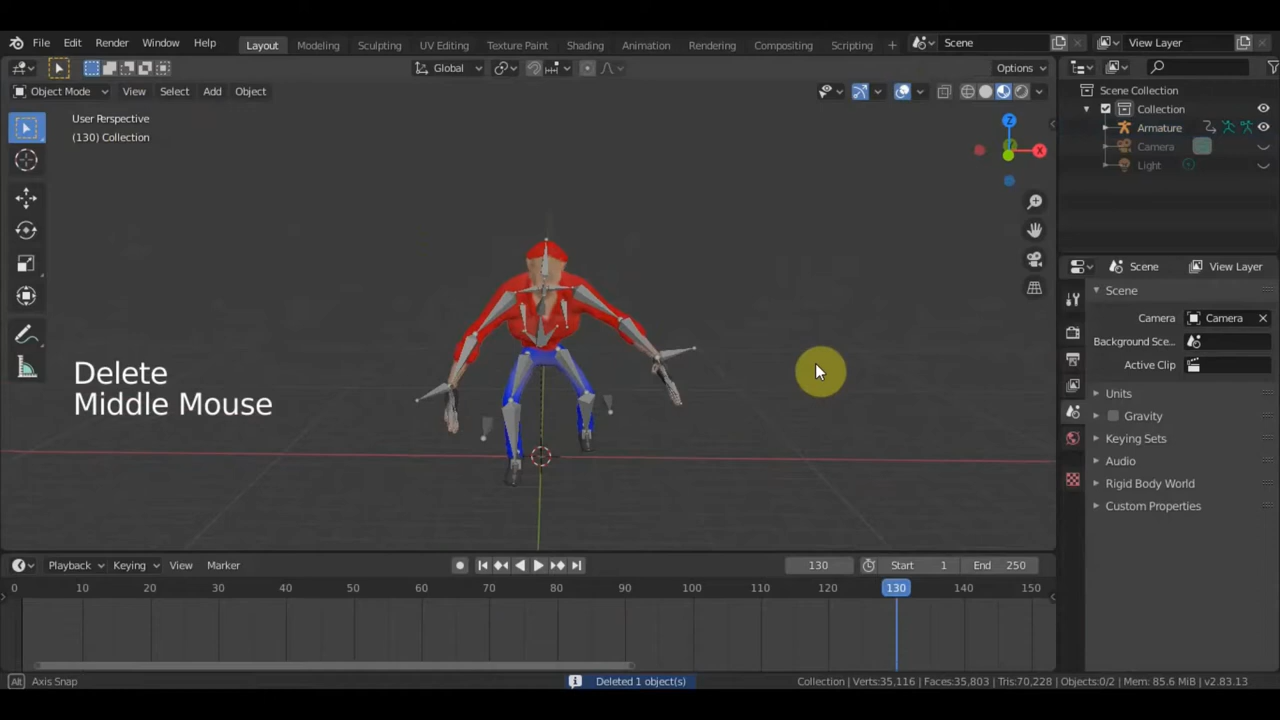 File Edit Render Window Help Layout Modeling Sculpting UV Editing Texture Paint Shading Animation Rendering Compositing Scripting + Scene View Layer
Global Options
Object Mode View Select Add Object Scene Collection
User Perspective Collection
(130) Collection Armature
Z Camera
X Light
Scene View Layer
Scene
Camera Camera
Background Sce...
Active Clip
Delete
Units
Middle Mouse
Gravity
Keying Sets
Audio
Rigid Body World
Custom Properties
Playback Keying View Marker 130 Start 1 End 250
0 10 20 30 40 50 60 70 80 90 100 110 120 130 140 150
Alt Axis Snap Deleted 1 object(s) Collection | Verts:35,116 | Faces:35,803 | Tris:70,228 | Objects:0/2 | Mem: 85.6 MiB | v2.83.13